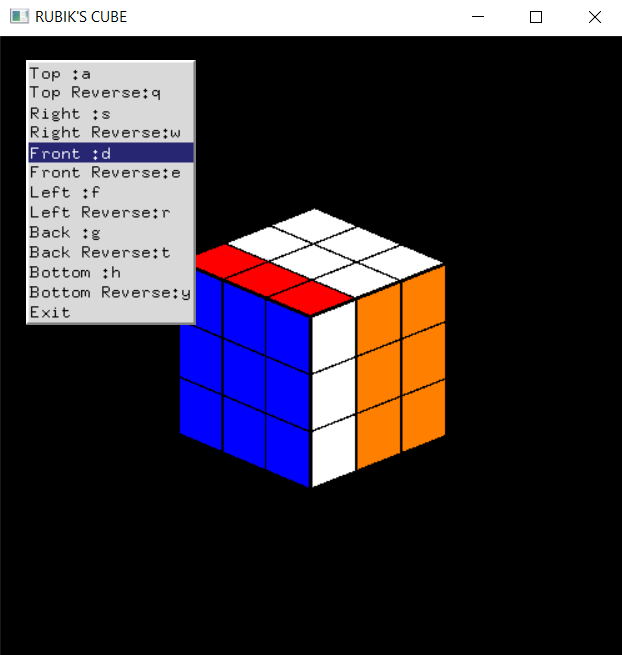 RUBIK'S CUBE
Top :a
Top Reverse:q
Right :s
Right Reverse:w
Front :d
Front Reverse:e
Left :f
Left Reverse:r
Back :g
Back Reverse:t
Bottom :h
Bottom Reverse:y
Exit